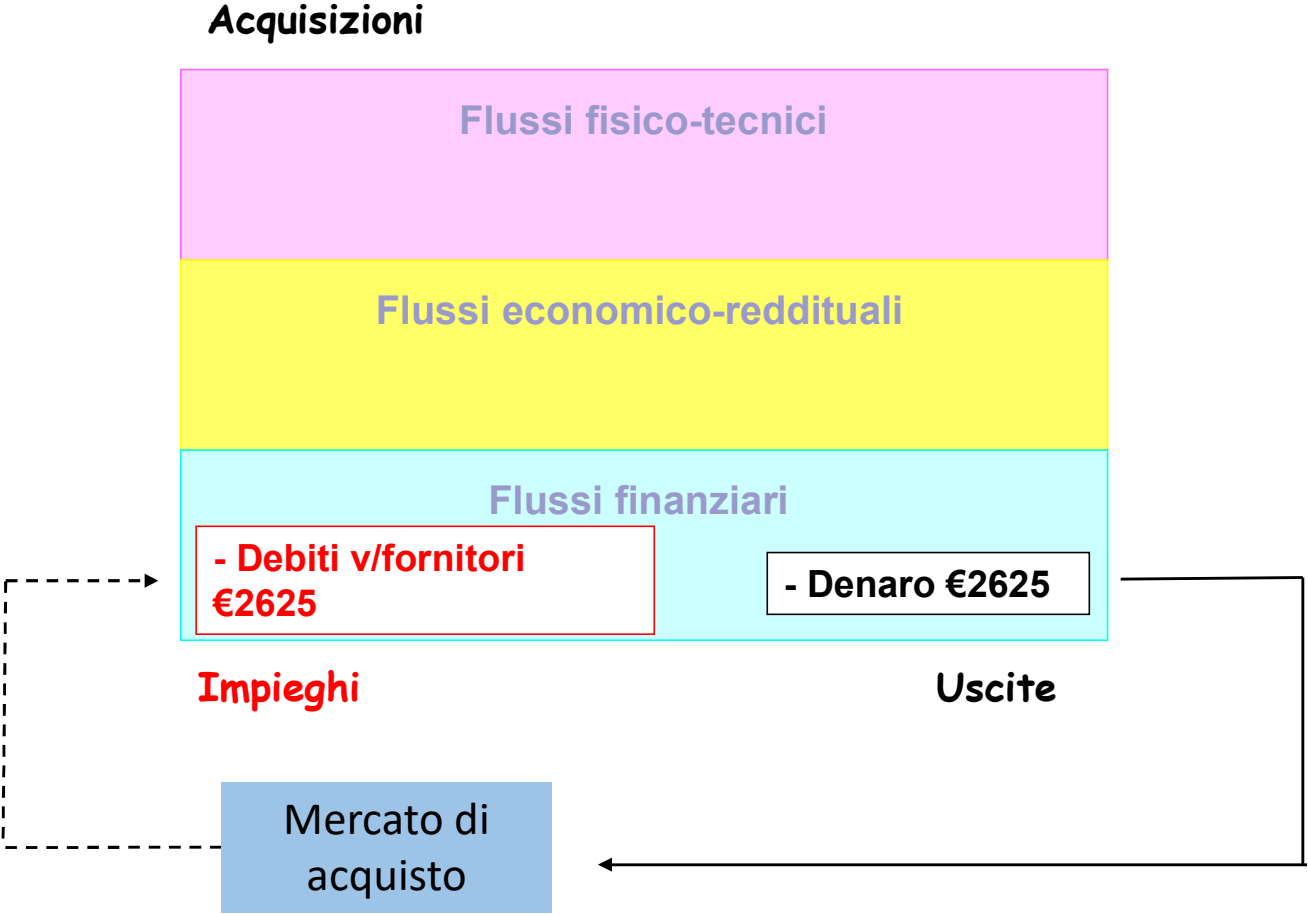 Acquisizioni
Flussi fisico-tecnici
Flussi economico-reddituali
Flussi finanziari
- Debiti v/fornitori
€2625
- Denaro €2625
Impieghi
Uscite
Mercato di
acquisto